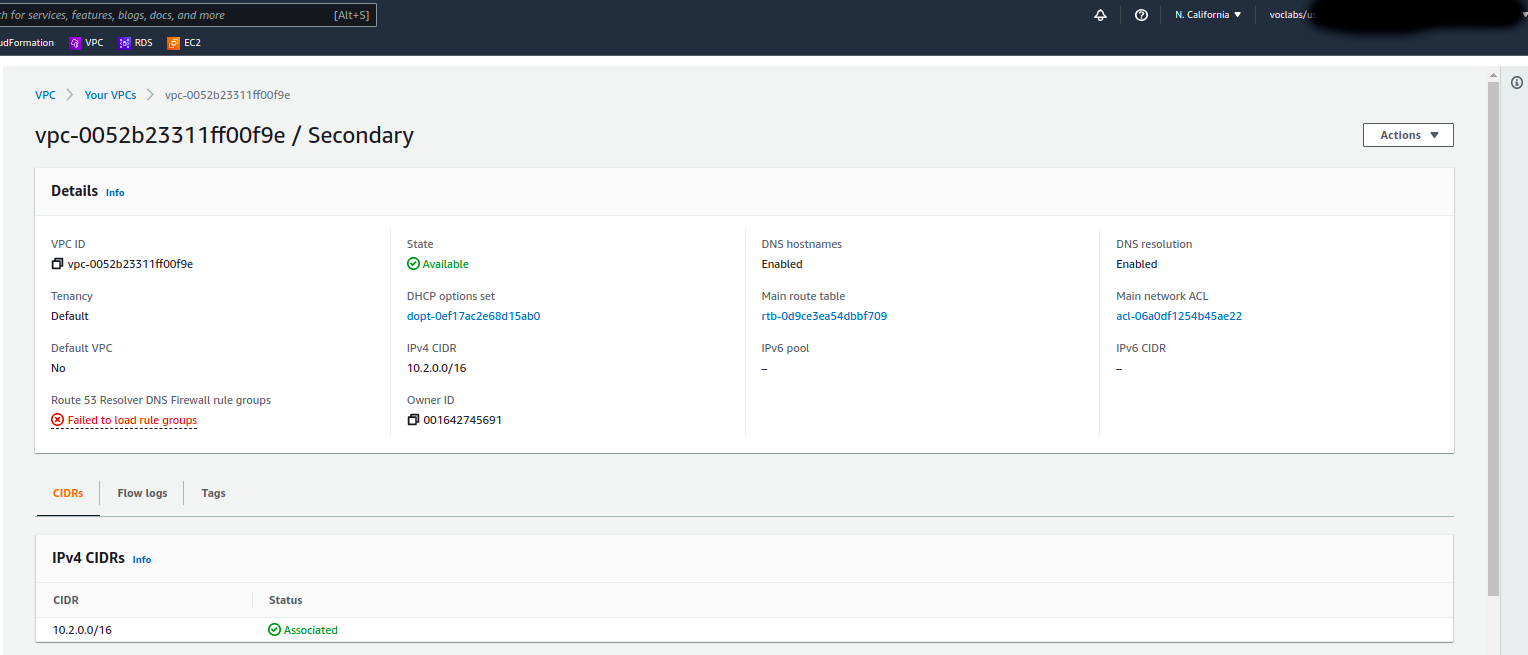 ch for services, features, blogs, docs, and more [Alt+S] N. California voclabs/us
udFormation VPC RDS EC2
VPC Your VPCs vpc-0052b23311ff00f9e
vpc-0052b23311ff00f9e / Secondary Actions
Details Info
VPC ID State DNS hostnames DNS resolution
vpc-0052b23311ff00f9e Available Enabled Enabled
Tenancy DHCP options set Main route table Main network ACL
Default dopt-0ef17ac2e68d15ab0 rtb-0d9ce3ea54dbbf709 acl-06a0df1254b45ae22
Default VPC IPv4 CIDR IPv6 pool IPv6 CIDR
No 10.2.0.0/16 – –
Route 53 Resolver DNS Firewall rule groups Owner ID
Failed to load rule groups 001642745691
CIDRs Flow logs Tags
IPv4 CIDRs Info
CIDR Status
10.2.0.0/16 Associated